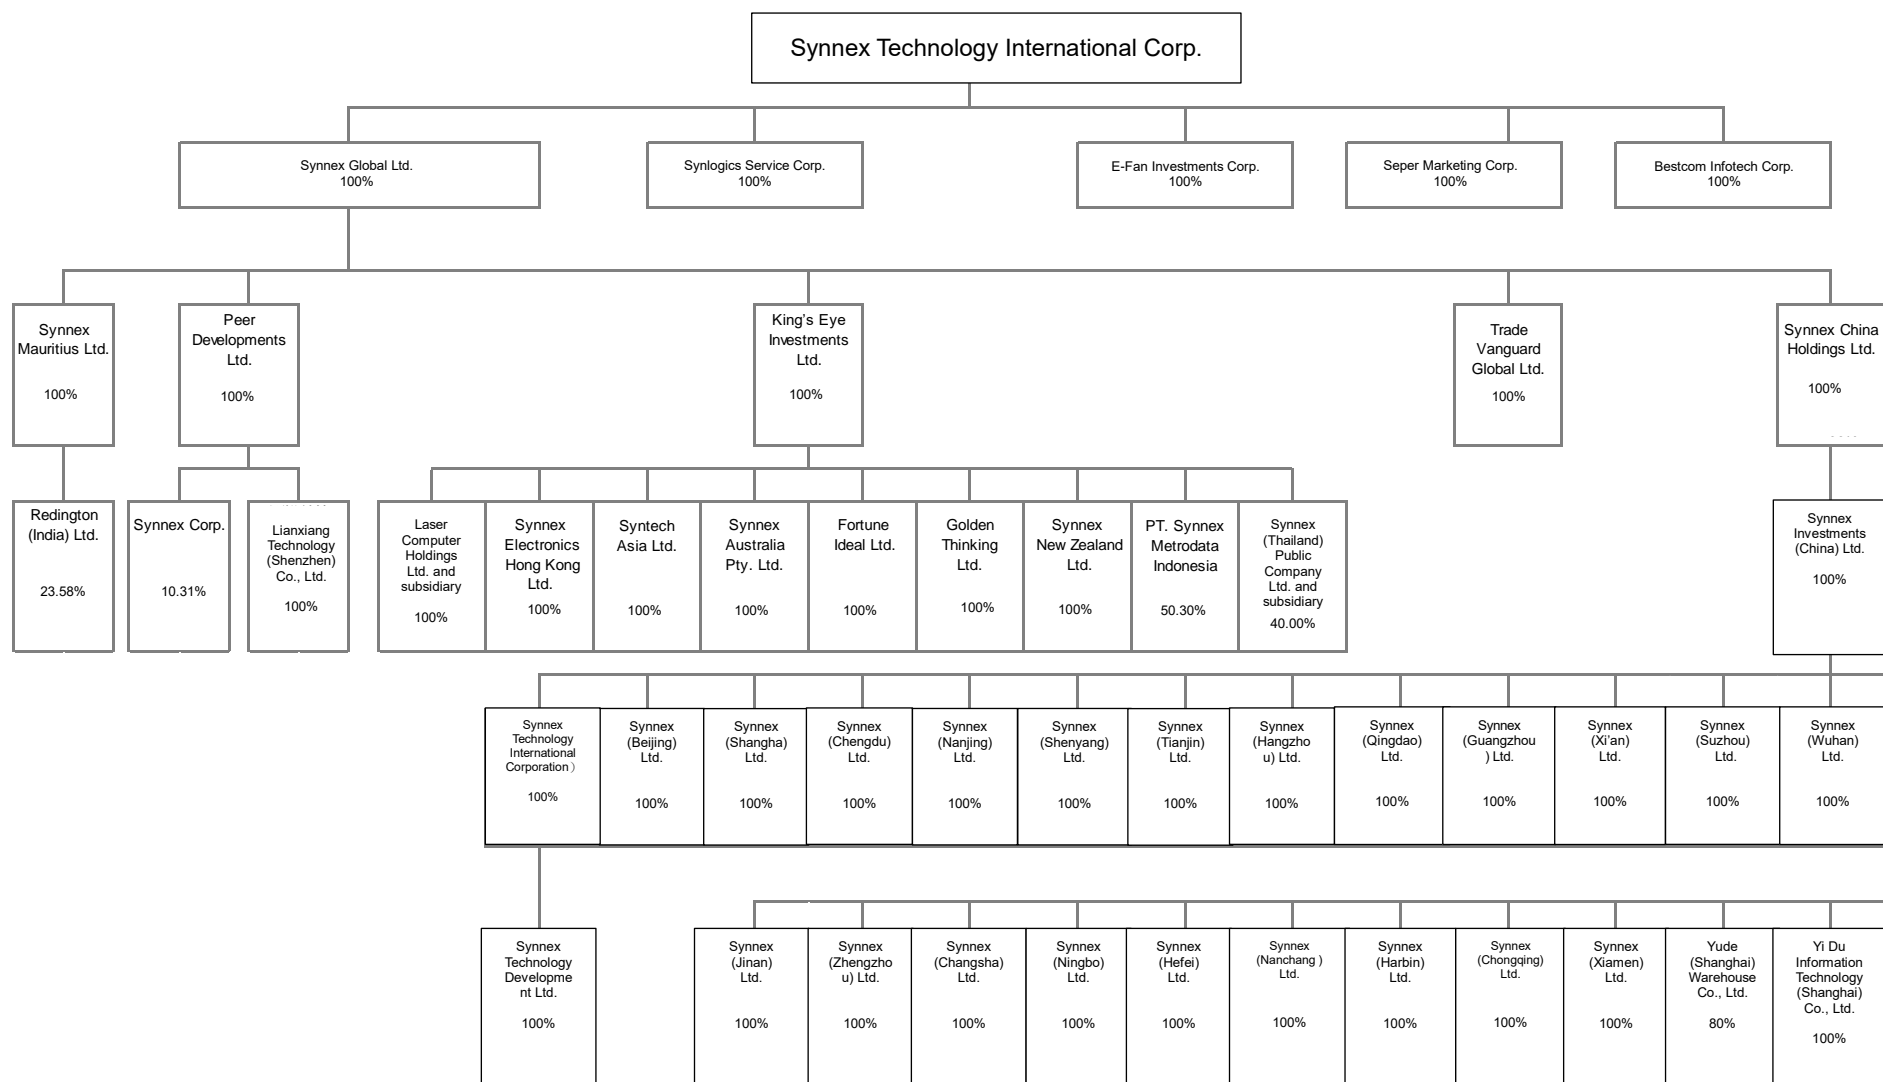 Synnex Technology International Corp.
Synnex Global Ltd.
100%
Synlogics Service Corp.
100%
E-Fan Investments Corp.
100%
Seper Marketing Corp.
100%
Bestcom Infotech Corp.
100%
Synnex
Mauritius Ltd.
100%
Peer
Developments
Ltd.
100%
King's Eye
Investments
Ltd.
100%
Trade
Vanguard
Global Ltd.
100%
Synnex China
Holdings Ltd.
100%
Redington
(India) Ltd.
23.58%
Synnex Corp.
10.31%
Lianxiang
Technology
(Shenzhen)
Co., Ltd.
100%
Laser
Computer
Holdings
Ltd. and
subsidiary
100%
Synnex
Electronics
Hong Kong
Ltd.
100%
Syntech
Asia Ltd.
100%
Synnex
Australia
Pty. Ltd.
100%
Fortune
Ideal Ltd.
100%
Golden
Thinking
Ltd.
100%
Synnex
New Zealand
Ltd.
100%
PT. Synnex
Metrodata
Indonesia
50.30%
Synnex
(Thailand)
Public
Company
Ltd. and
subsidiary
40.00%
Synnex
Investments
(China) Ltd.
100%
Synnex
Technology
International
Corporation）
100%
Synnex
(Beijing)
Ltd.
100%
Synnex
(Shangha)
Ltd.
100%
Synnex
(Chengdu)
Ltd.
100%
Synnex
(Nanjing)
Ltd.
100%
Synnex
(Shenyang)
Ltd.
100%
Synnex
(Tianjin)
Ltd.
100%
Synnex
(Hangzho
u) Ltd.
100%
Synnex
(Qingdao)
Ltd.
100%
Synnex
(Guangzhou
) Ltd.
100%
Synnex
(Xi'an)
Ltd.
100%
Synnex
(Suzhou)
Ltd.
100%
Synnex
(Wuhan)
Ltd.
100%
Synnex
Technology
Developme
nt Ltd.
100%
Synnex
(Jinan)
Ltd.
100%
Synnex
(Zhengzho
u) Ltd.
100%
Synnex
(Changsha)
Ltd.
100%
Synnex
(Ningbo)
Ltd.
100%
Synnex
(Hefei)
Ltd.
100%
Synnex
(Nanchang )
Ltd.
100%
Synnex
(Harbin)
Ltd.
100%
Synnex
(Chongqing)
Ltd.
100%
Synnex
(Xiamen)
Ltd.
100%
Yude
(Shanghai)
Warehouse
Co., Ltd.
80%
Yi Du
Information
Technology
(Shanghai)
Co., Ltd.
100%